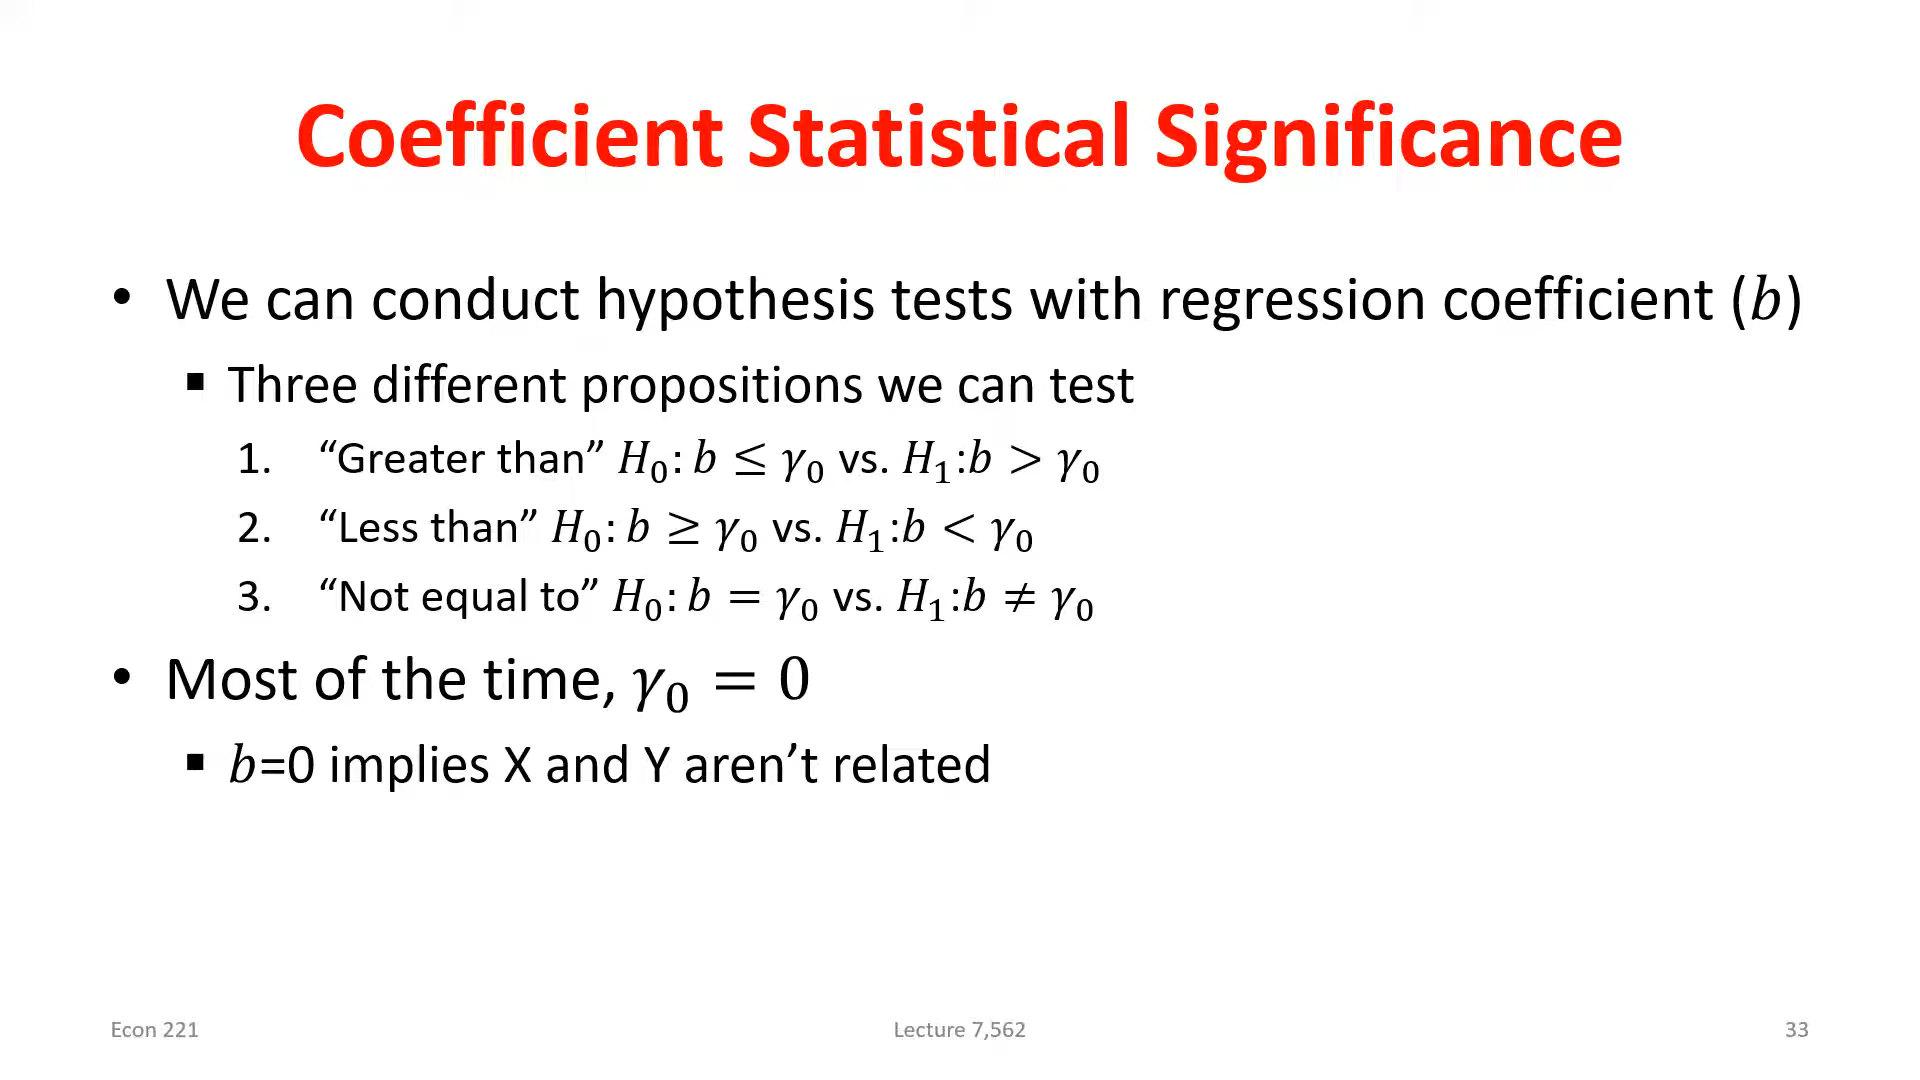 Coefficient Statistical Significance
• We can conduct hypothesis tests with regression coefficient (𝑏)
▪ Three different propositions we can test
1. “Greater than” 𝐻₀: 𝑏 ≤ 𝛾₀ vs. 𝐻₁:𝑏 > 𝛾₀
2. “Less than” 𝐻₀: 𝑏 ≥ 𝛾₀ vs. 𝐻₁:𝑏 < 𝛾₀
3. “Not equal to” 𝐻₀: 𝑏 = 𝛾₀ vs. 𝐻₁:𝑏 ≠ 𝛾₀
• Most of the time, 𝛾₀ = 0
▪ 𝑏=0 implies X and Y aren’t related
Econ 221 Lecture 7,562 33